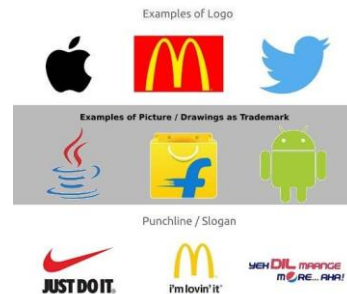 Examples of Logo
Examples of Picture / Drawings as Trademark
Punchline / Slogan
JUST DO IT.
i'm lovin' it®
YEH DIL MAANGE
MORE... AHA!